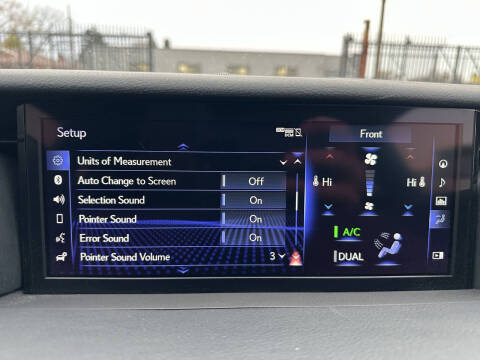 Setup
DCM
Front
Units of Measurement
Auto Change to Screen Off
Selection Sound On
Pointer Sound On
Error Sound On
Pointer Sound Volume 3
Hi Hi
A/C
DUAL